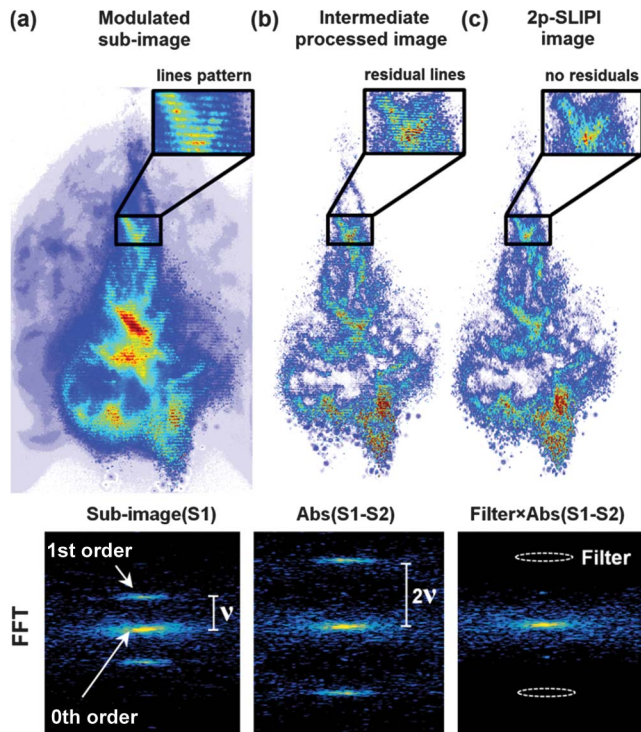 (a) Modulated
sub-image
lines pattern
(b) Intermediate
processed image
residual lines
(c) 2p-SLIPI
image
no residuals
Sub-image(S1)
1st order
ν
0th order
Abs(S1-S2)
2ν
Filter×Abs(S1-S2)
Filter
FFT